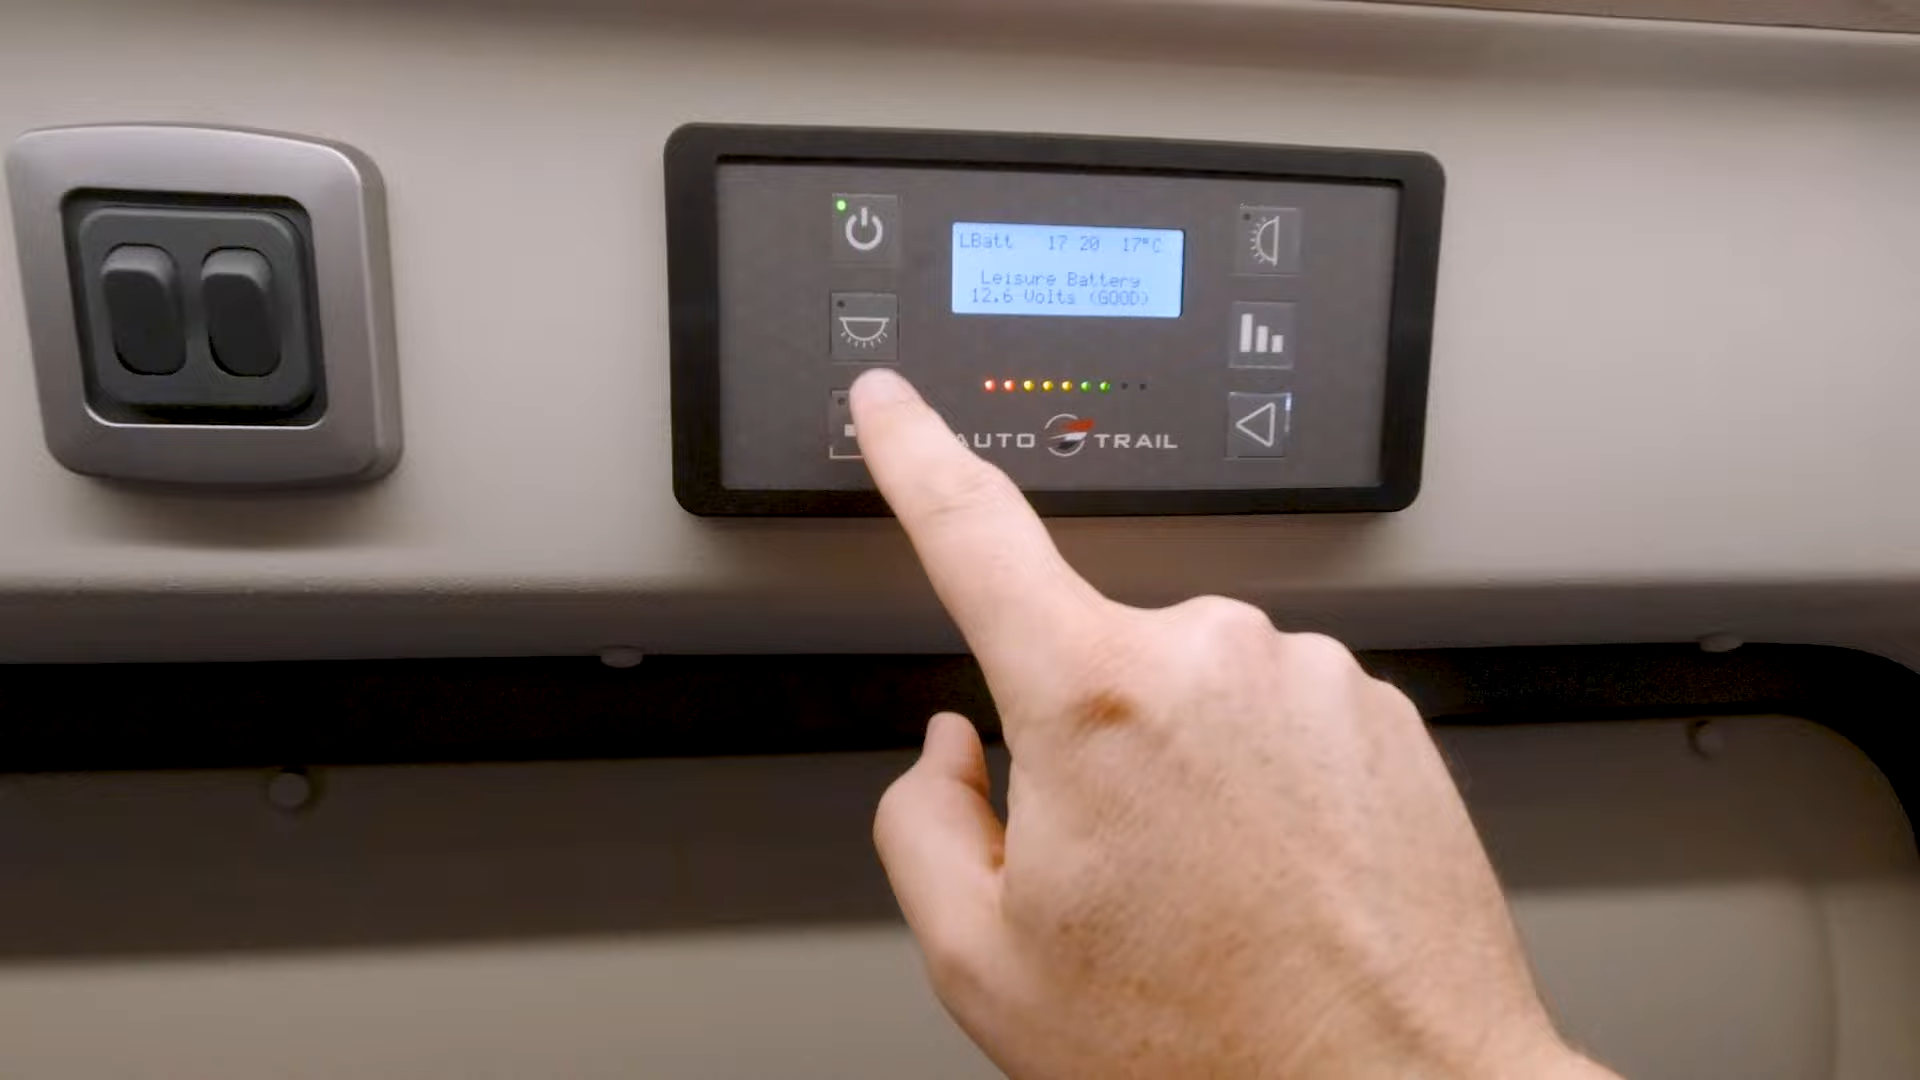 LBatt 17 20 17°C
Leisure Battery
12.6 Volts (GOOD)
AUTO TRAIL